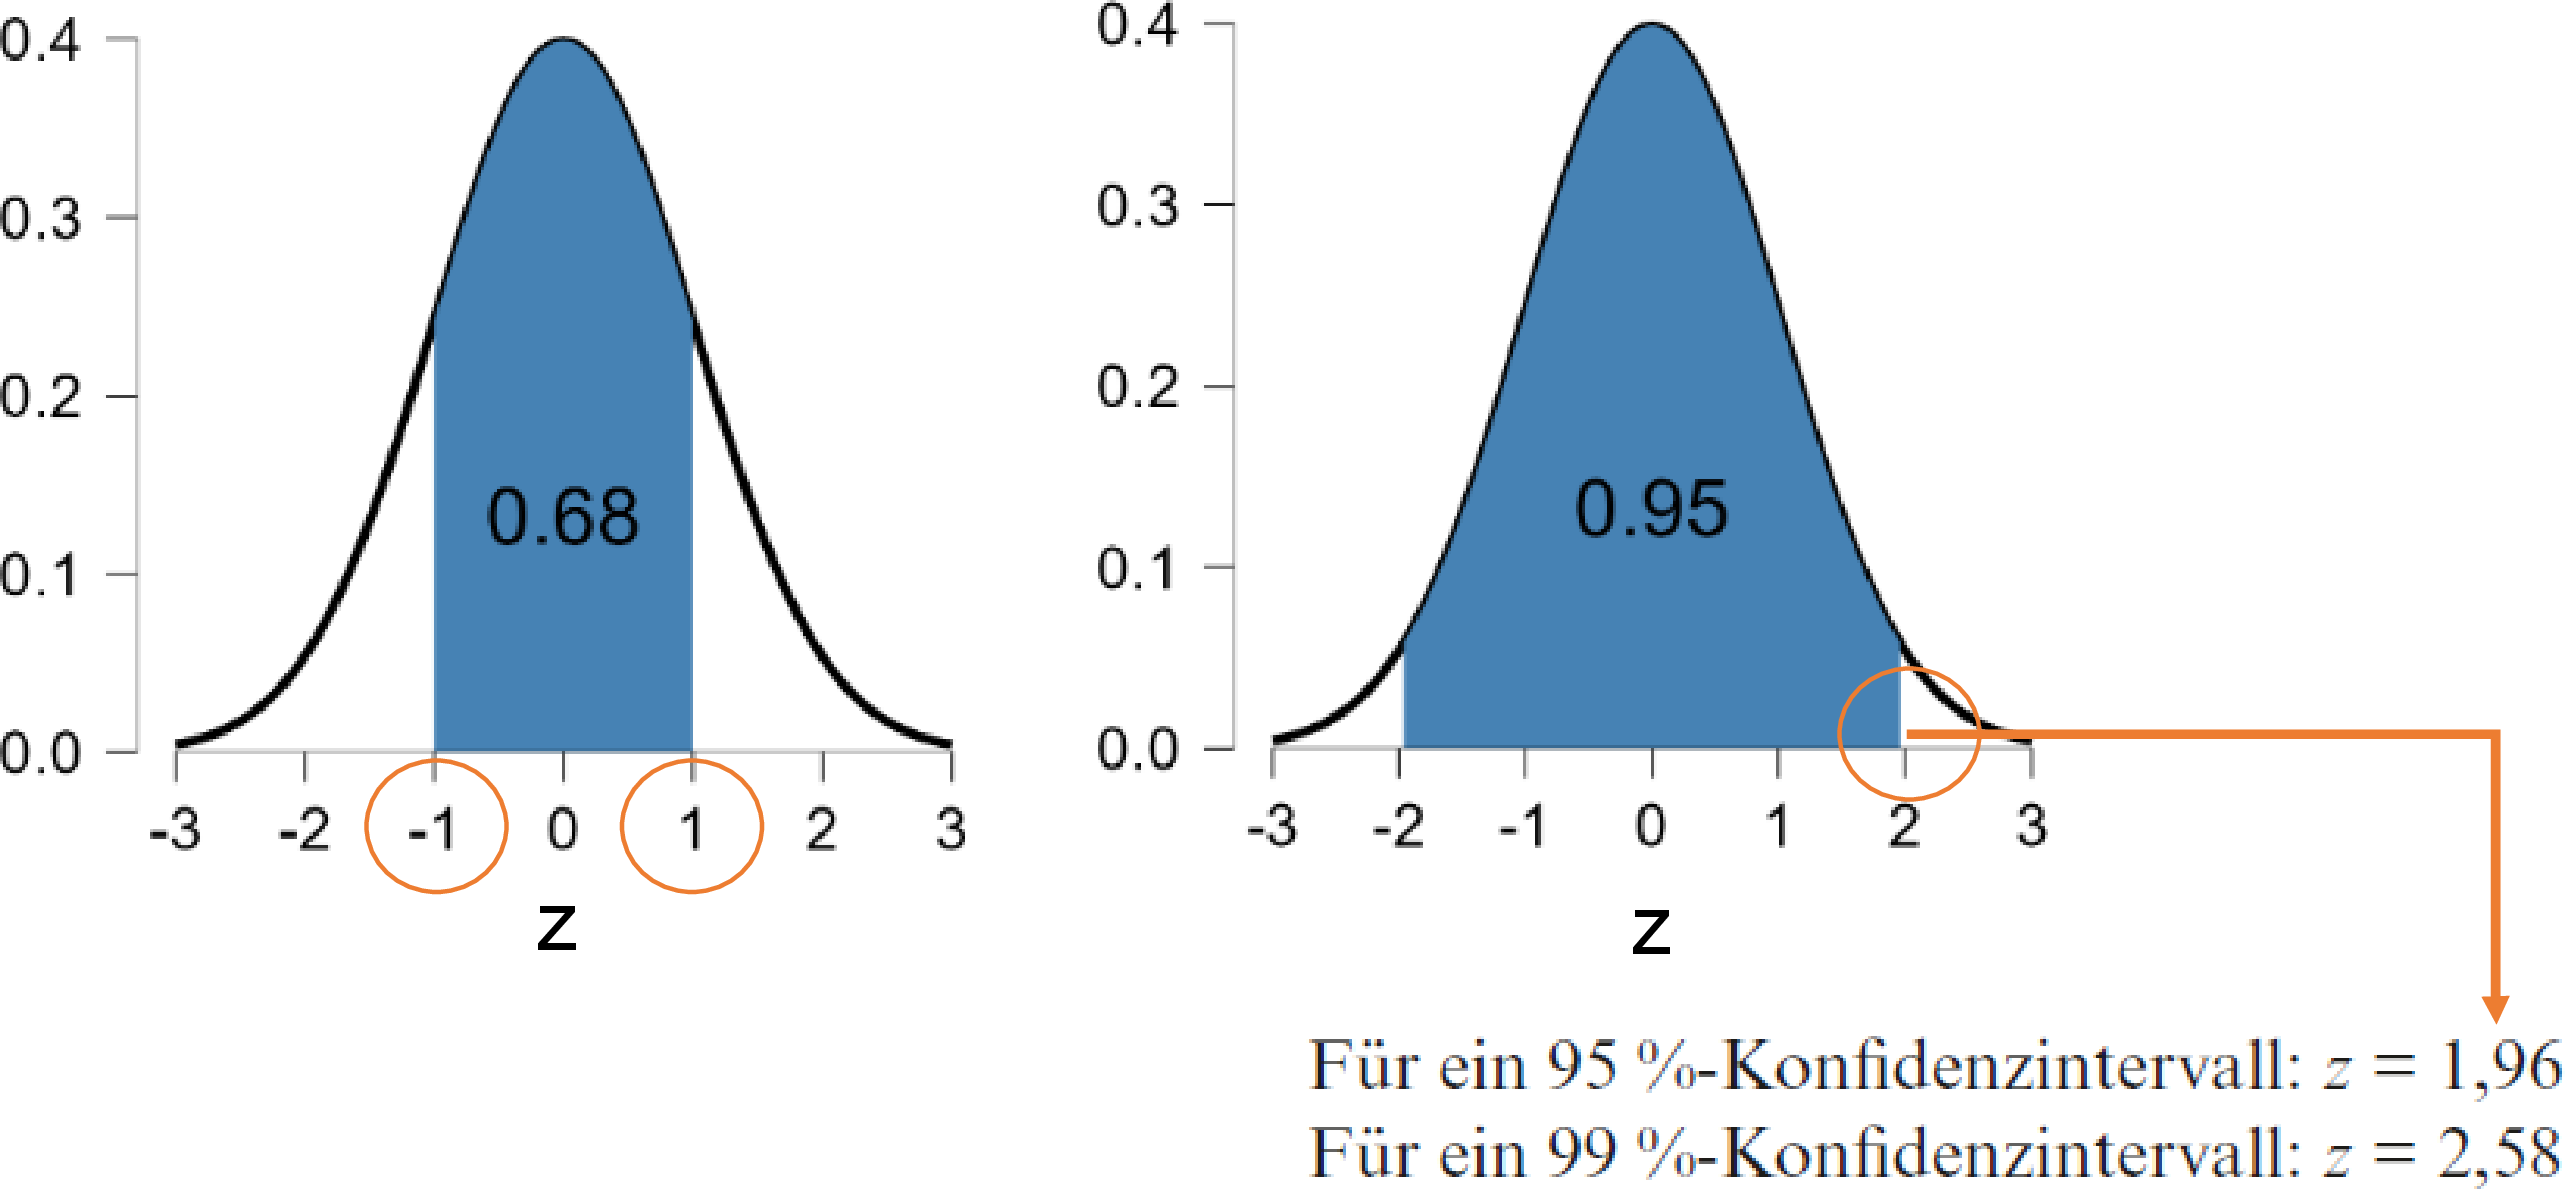 0.4
0.3
0.2
0.1
0.0
0.68
-3 -2 -1 0 1 2 3
z
0.4
0.3
0.2
0.1
0.0
0.95
-3 -2 -1 0 1 2 3
z
Für ein 95 %-Konfidenzintervall: z = 1,96
Für ein 99 %-Konfidenzintervall: z = 2,58